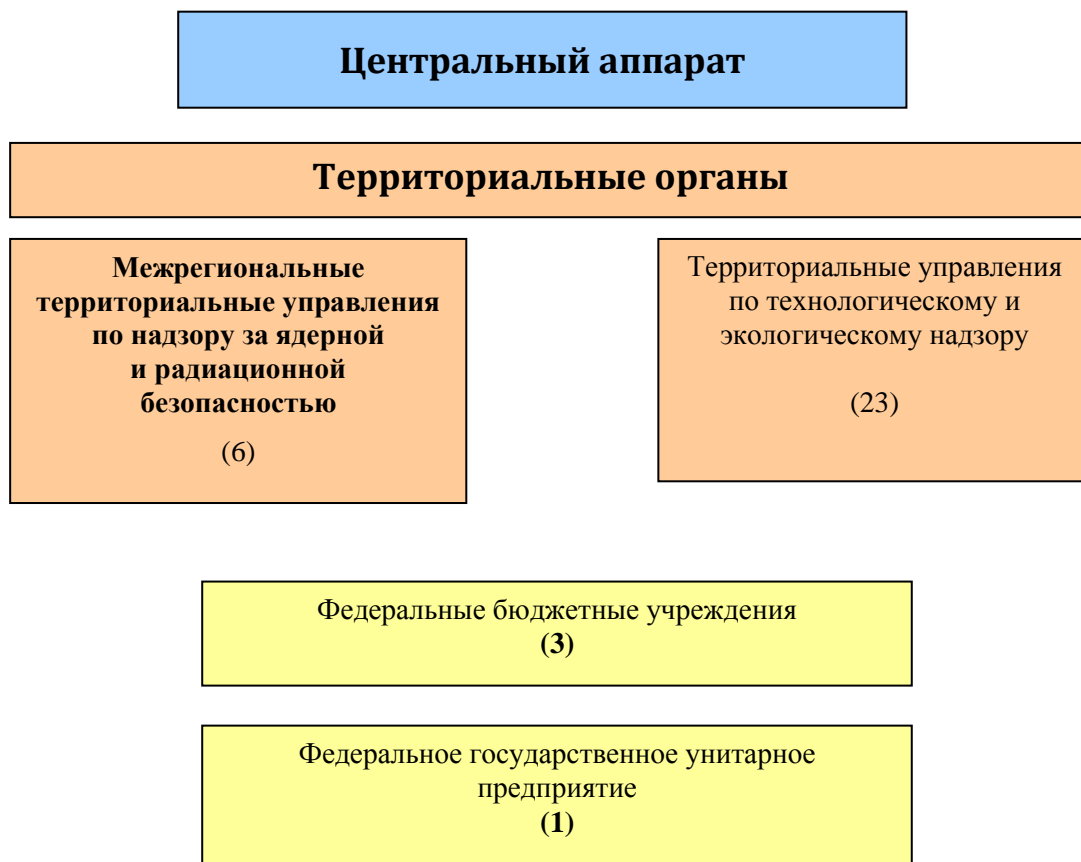 Центральный аппарат
Территориальные органы
Межрегиональные
территориальные управления
по надзору за ядерной
и радиационной
безопасностью
(6)
Территориальные управления
по технологическому и
экологическому надзору
(23)
Федеральные бюджетные учреждения
(3)
Федеральное государственное унитарное
предприятие
(1)